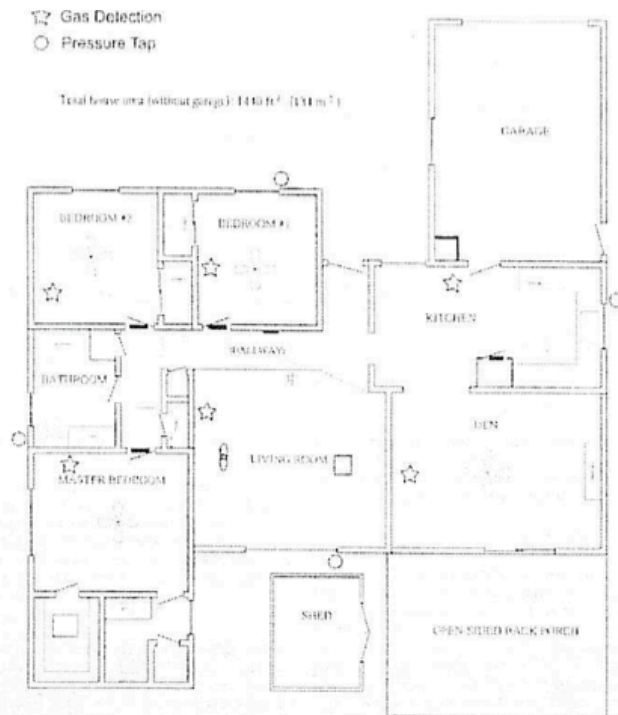 Gas Detection
Pressure Tap
Total house area (without garage): 1440 ft² (134 m²)
GARAGE
BEDROOM #2
BEDROOM #1
KITCHEN
HALLWAY
BATHROOM
DEN
LIVING ROOM
MASTER BEDROOM
SHED
OPEN SIDED BACK PORCH